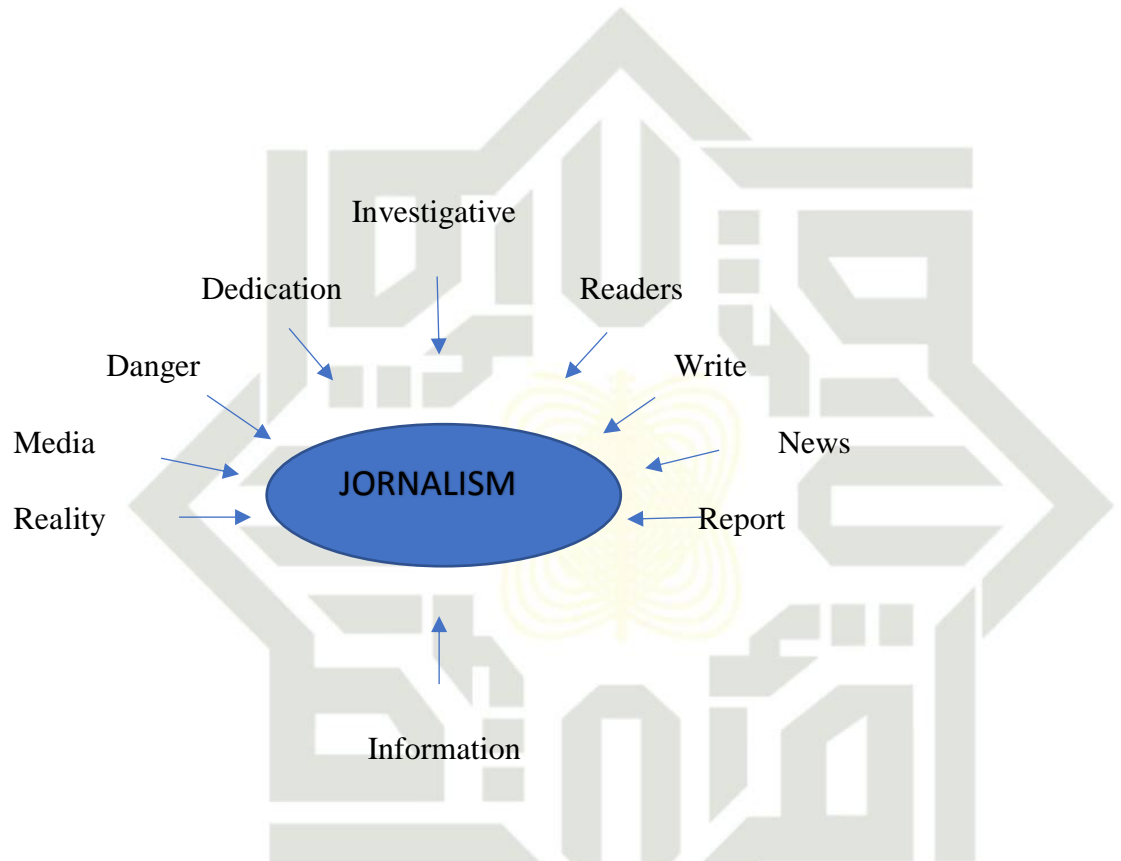 Investigative
Dedication
Readers
Danger
Write
Media
News
JORNALISM
Reality
Report
Information